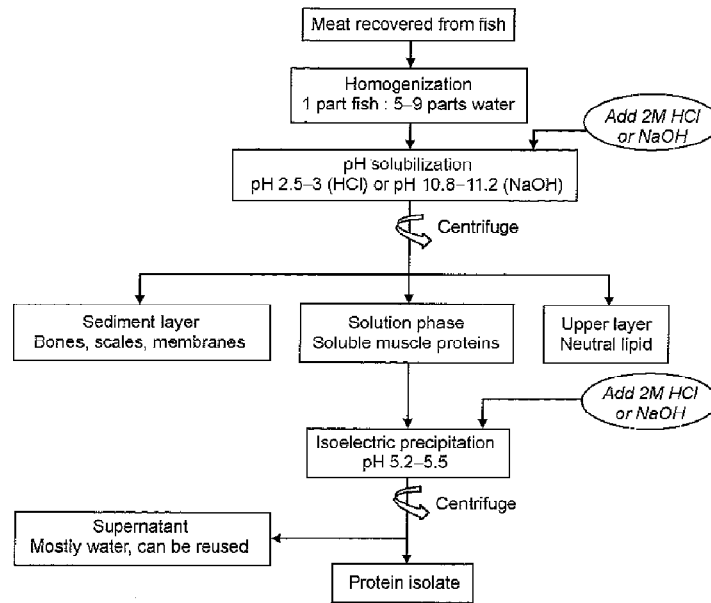 Meat recovered from fish
Homogenization
1 part fish : 5–9 parts water
Add 2M HCl
or NaOH
pH solubilization
pH 2.5–3 (HCl) or pH 10.8–11.2 (NaOH)
Centrifuge
Sediment layer
Bones, scales, membranes
Solution phase
Soluble muscle proteins
Upper layer
Neutral lipid
Add 2M HCl
or NaOH
Isoelectric precipitation
pH 5.2–5.5
Centrifuge
Supernatant
Mostly water, can be reused
Protein isolate